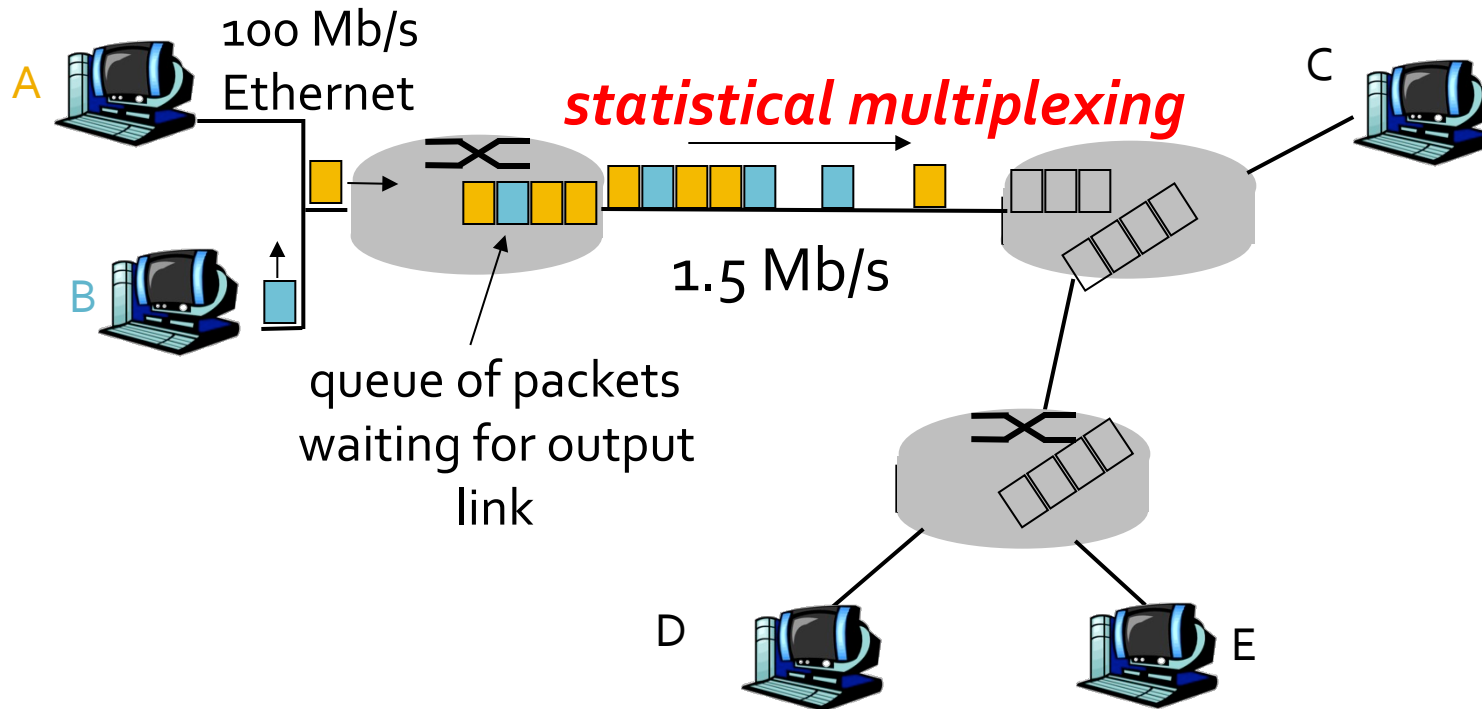 100 Mb/s
Ethernet
A
C
statistical multiplexing
B
1.5 Mb/s
queue of packets
waiting for output
link
D
E